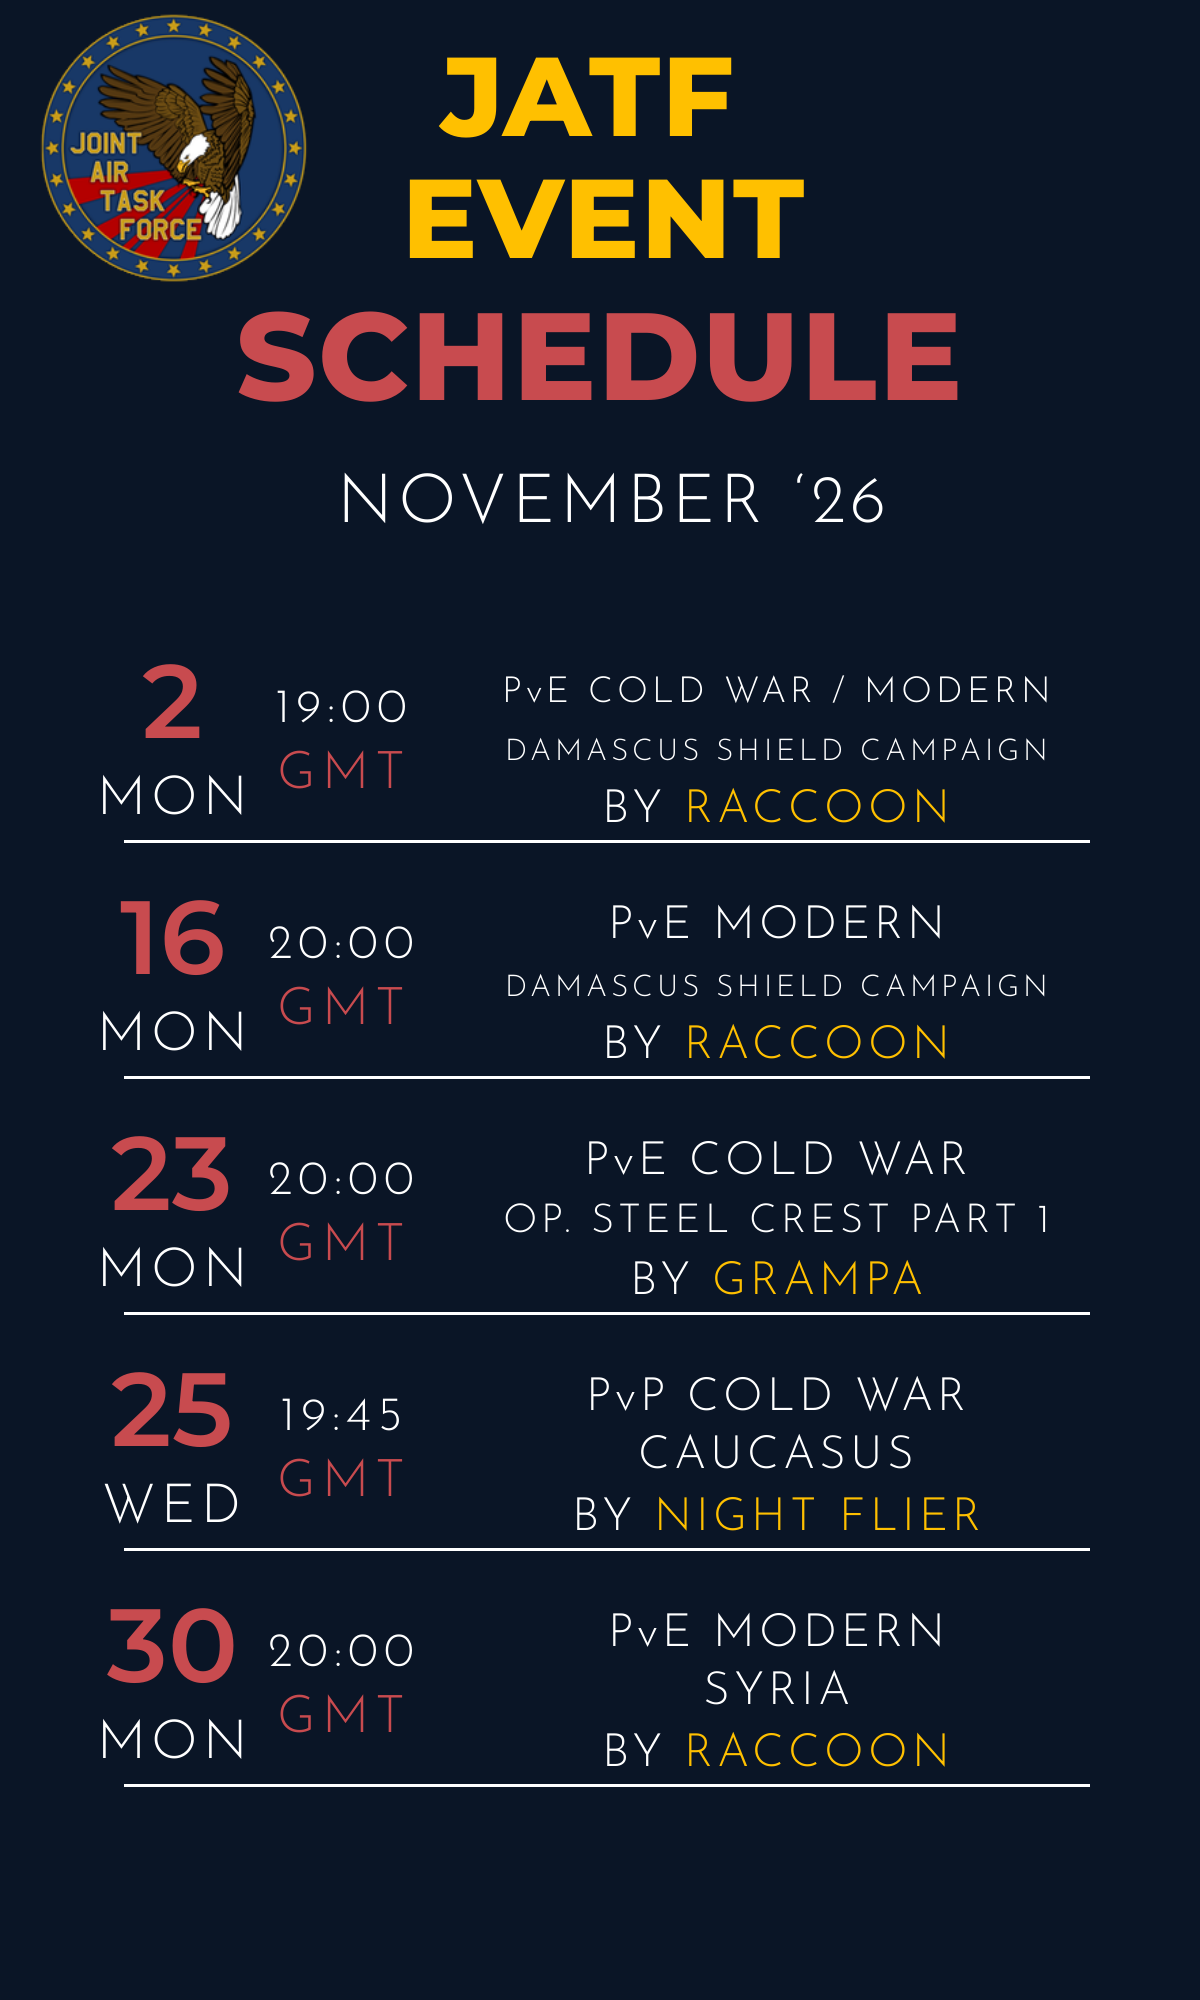 JOINT
AIR
TASK
FORCE
JATF
EVENT
SCHEDULE
NOVEMBER ‘26
2
MON
19:00
GMT
PvE COLD WAR / MODERN
DAMASCUS SHIELD CAMPAIGN
BY RACCOON
16
MON
20:00
GMT
PvE MODERN
DAMASCUS SHIELD CAMPAIGN
BY RACCOON
23
MON
20:00
GMT
PvE COLD WAR
OP. STEEL CREST PART 1
BY GRAMPA
25
WED
19:45
GMT
PvP COLD WAR
CAUCASUS
BY NIGHT FLIER
30
MON
20:00
GMT
PvE MODERN
SYRIA
BY RACCOON